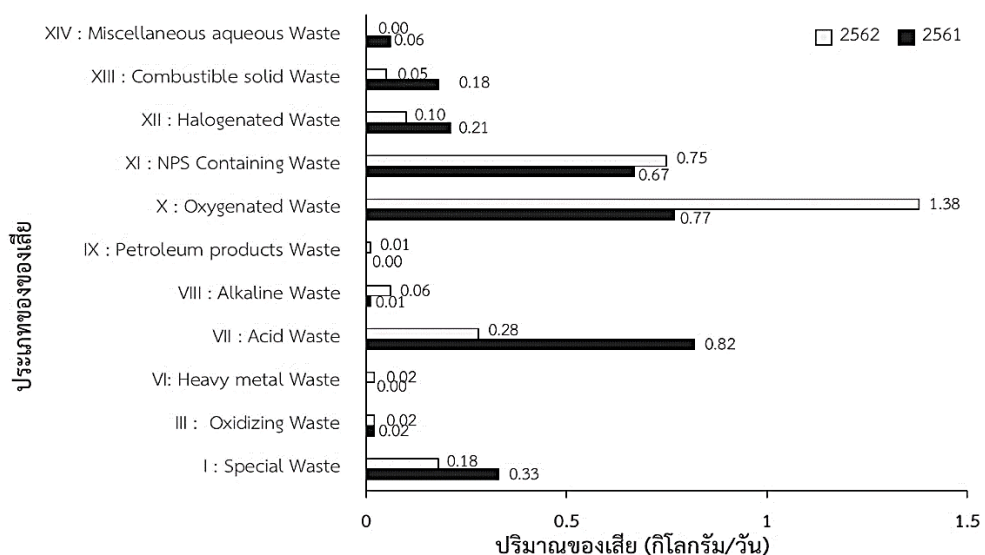 2562 2561
XIV : Miscellaneous aqueous Waste 0.00
0.06
XIII : Combustible solid Waste 0.05
0.18
XII : Halogenated Waste 0.10
0.21
XI : NPS Containing Waste 0.75
0.67
X : Oxygenated Waste 1.38
0.77
IX : Petroleum products Waste 0.01
0.00
VIII : Alkaline Waste 0.06
0.01
VII : Acid Waste 0.28
0.82
VI: Heavy metal Waste 0.02
0.00
III : Oxidizing Waste 0.02
0.02
I : Special Waste 0.18
0.33
ประเภทของของเสีย
0 0.5 1 1.5
ปริมาณของเสีย (กิโลกรัม/วัน)